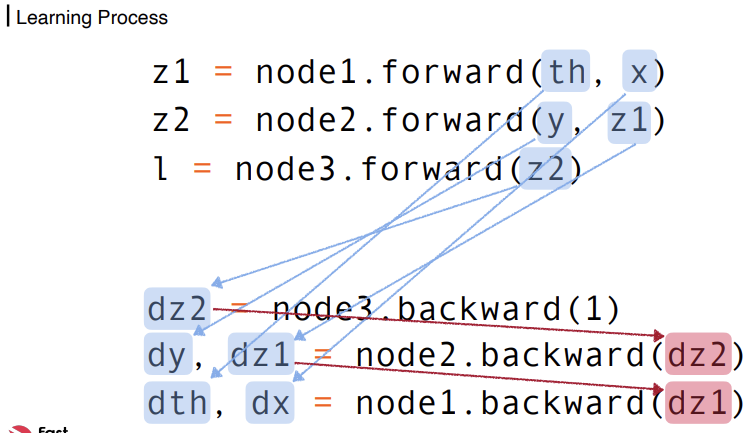 Learning Process
z1 = node1.forward(th, x)
z2 = node2.forward(y, z1)
l = node3.forward(z2)
dz2 = node3.backward(1)
dy, dz1 = node2.backward(dz2)
dth, dx = node1.backward(dz1)
Fast